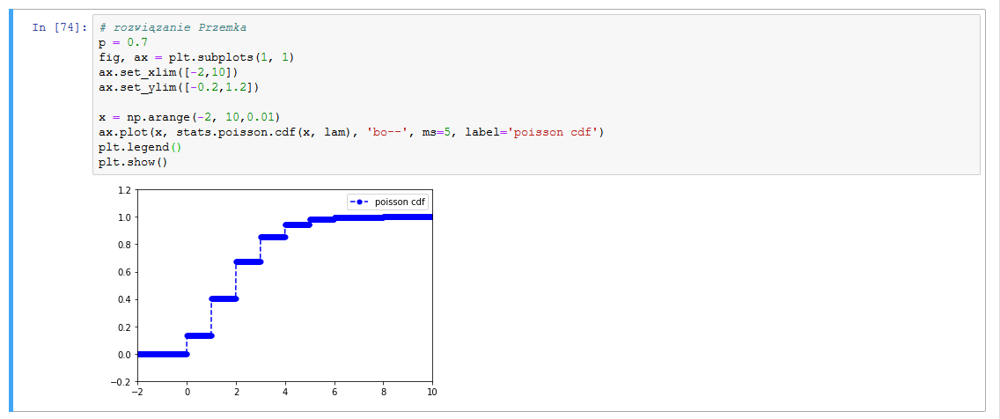 In [74]:
# rozwiązanie Przemka
p = 0.7
fig, ax = plt.subplots(1, 1)
ax.set_xlim([-2,10])
ax.set_ylim([-0.2,1.2])
x = np.arange(-2, 10,0.01)
ax.plot(x, stats.poisson.cdf(x, lam), 'bo--', ms=5, label='poisson cdf')
plt.legend()
plt.show()
poisson cdf
1.2
1.0
0.8
0.6
0.4
0.2
0.0
−0.2
−2 0 2 4 6 8 10